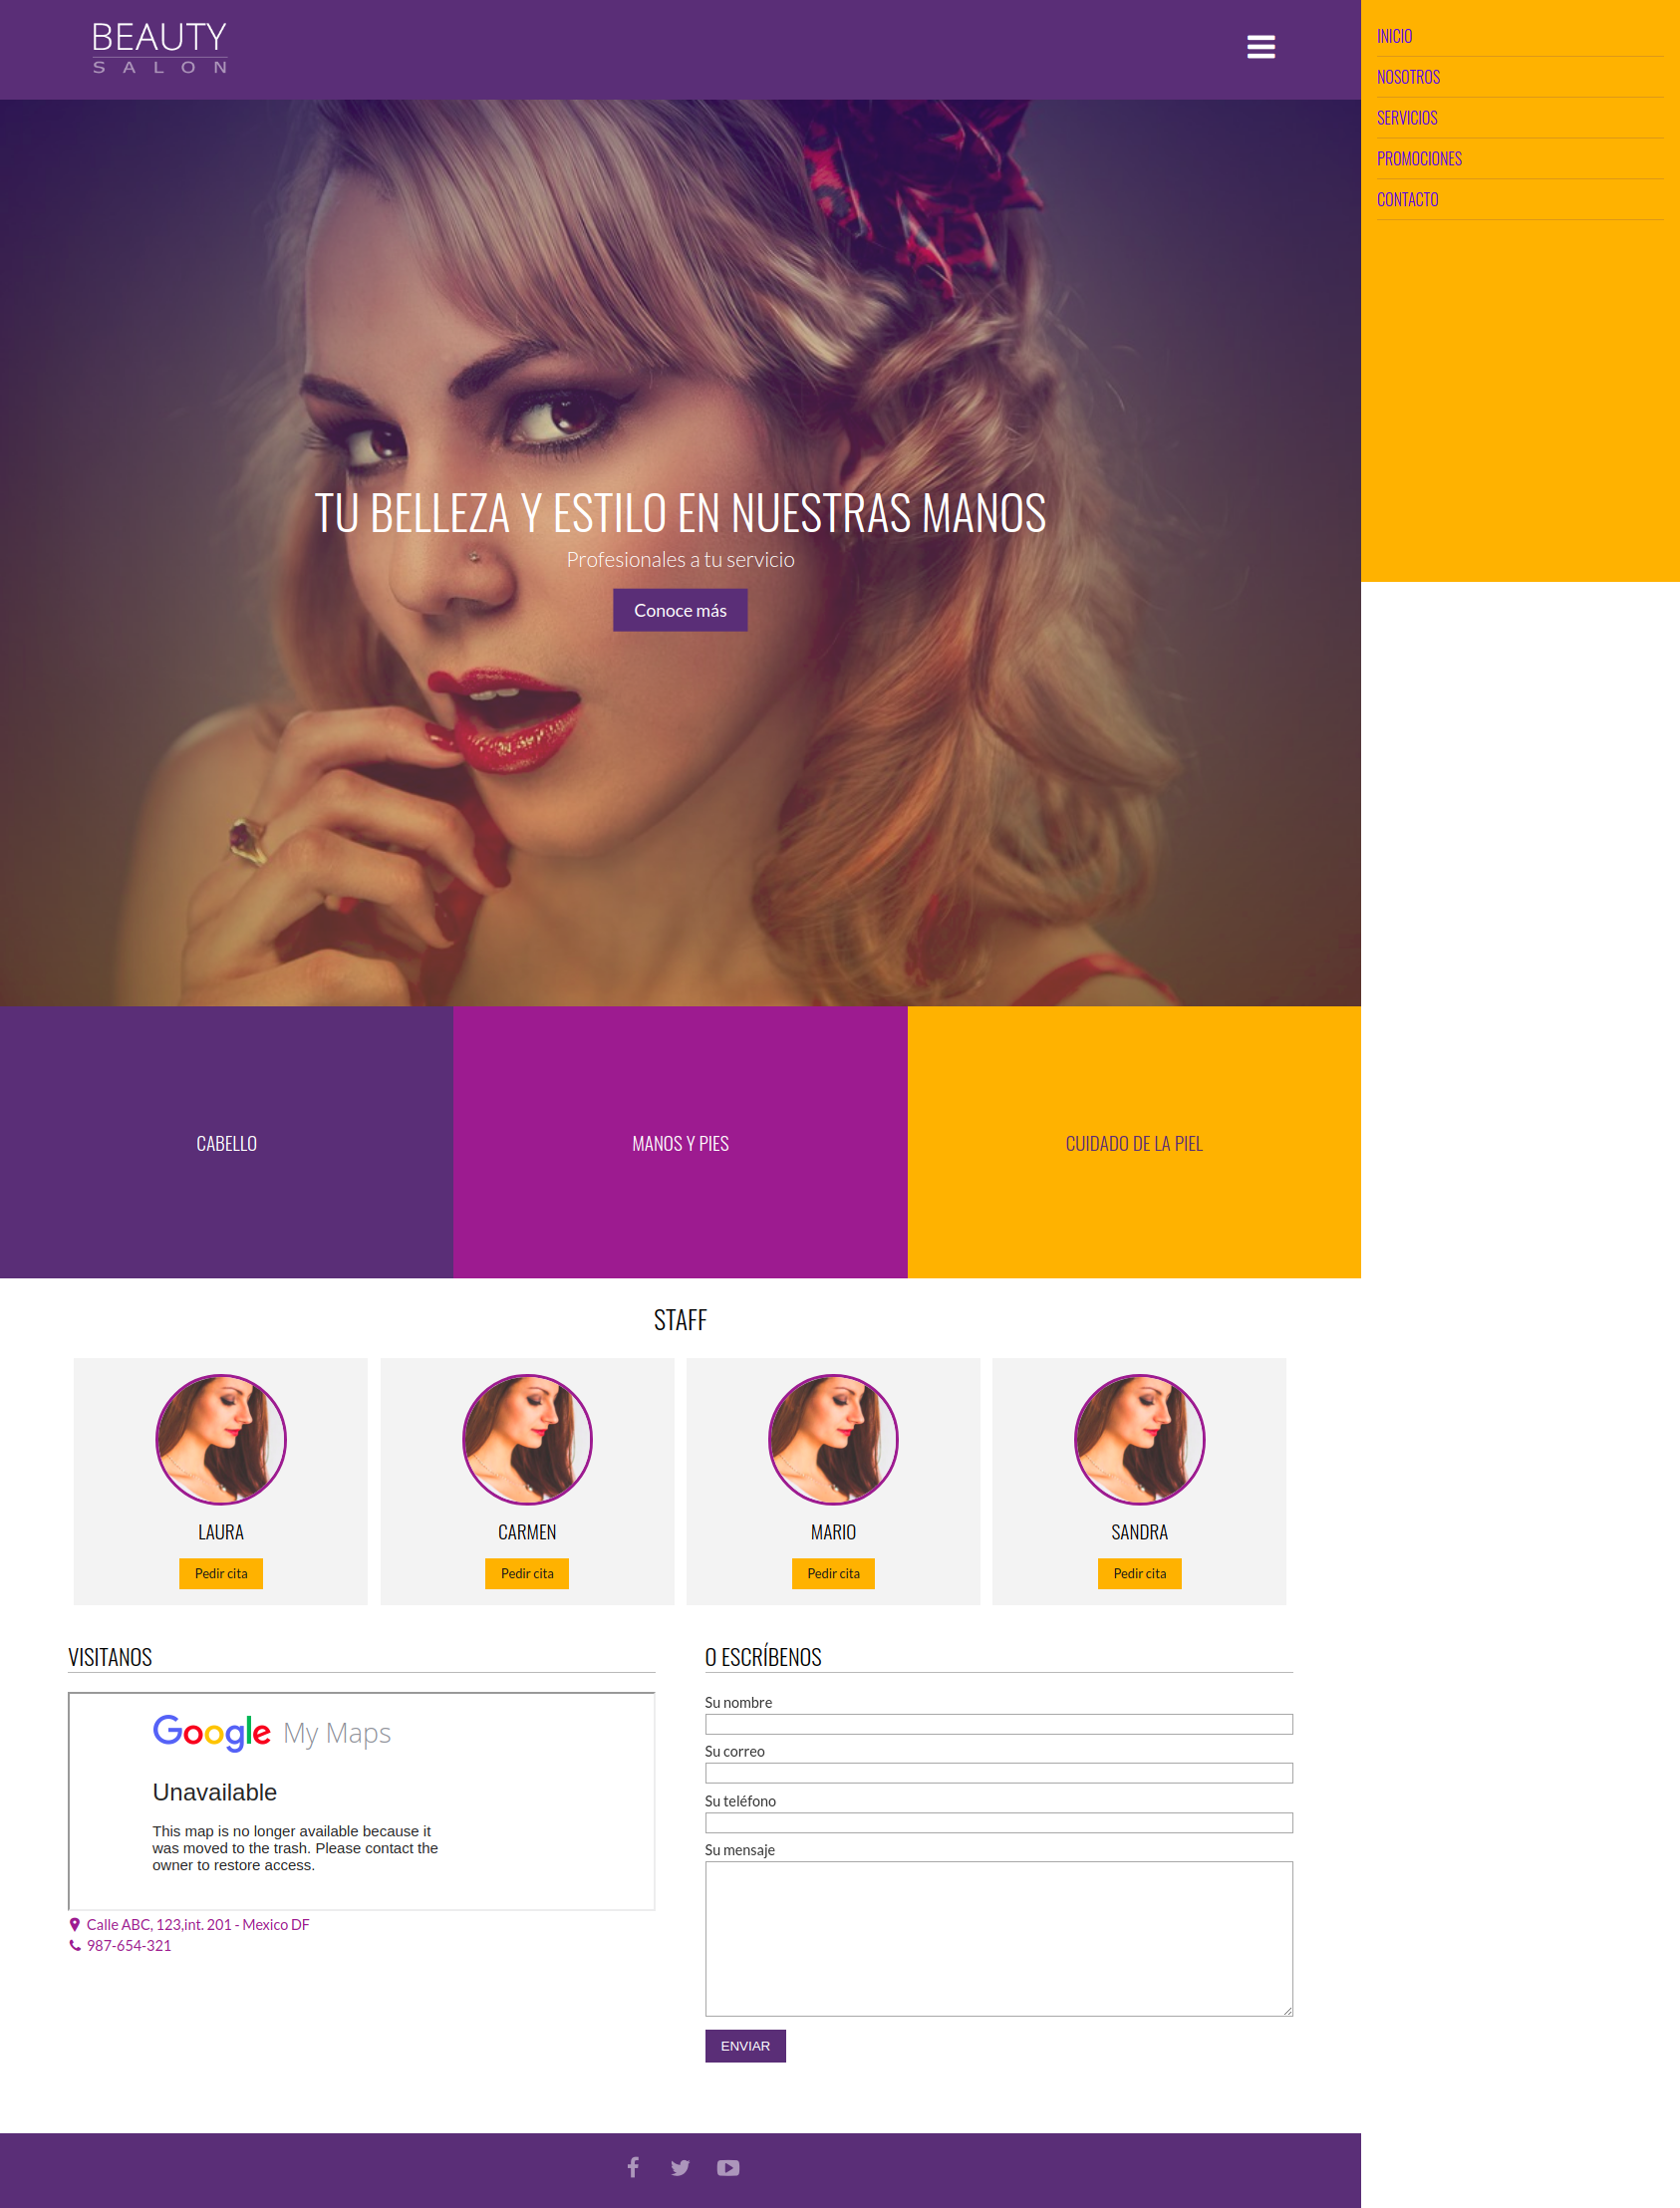 BEAUTY
SALON
INICIO
NOSOTROS
SERVICIOS
PROMOCIONES
CONTACTO
TU BELLEZA Y ESTILO EN NUESTRAS MANOS
Profesionales a tu servicio
Conoce más
CABELLO
MANOS Y PIES
CUIDADO DE LA PIEL
STAFF
LAURA
Pedir cita
CARMEN
Pedir cita
MARIO
Pedir cita
SANDRA
Pedir cita
VISITANOS
Google My Maps
Unavailable
This map is no longer available because it
was moved to the trash. Please contact the
owner to restore access.
Calle ABC, 123,int. 201 - Mexico DF
987-654-321
O ESCRÍBENOS
Su nombre
Su correo
Su teléfono
Su mensaje
ENVIAR